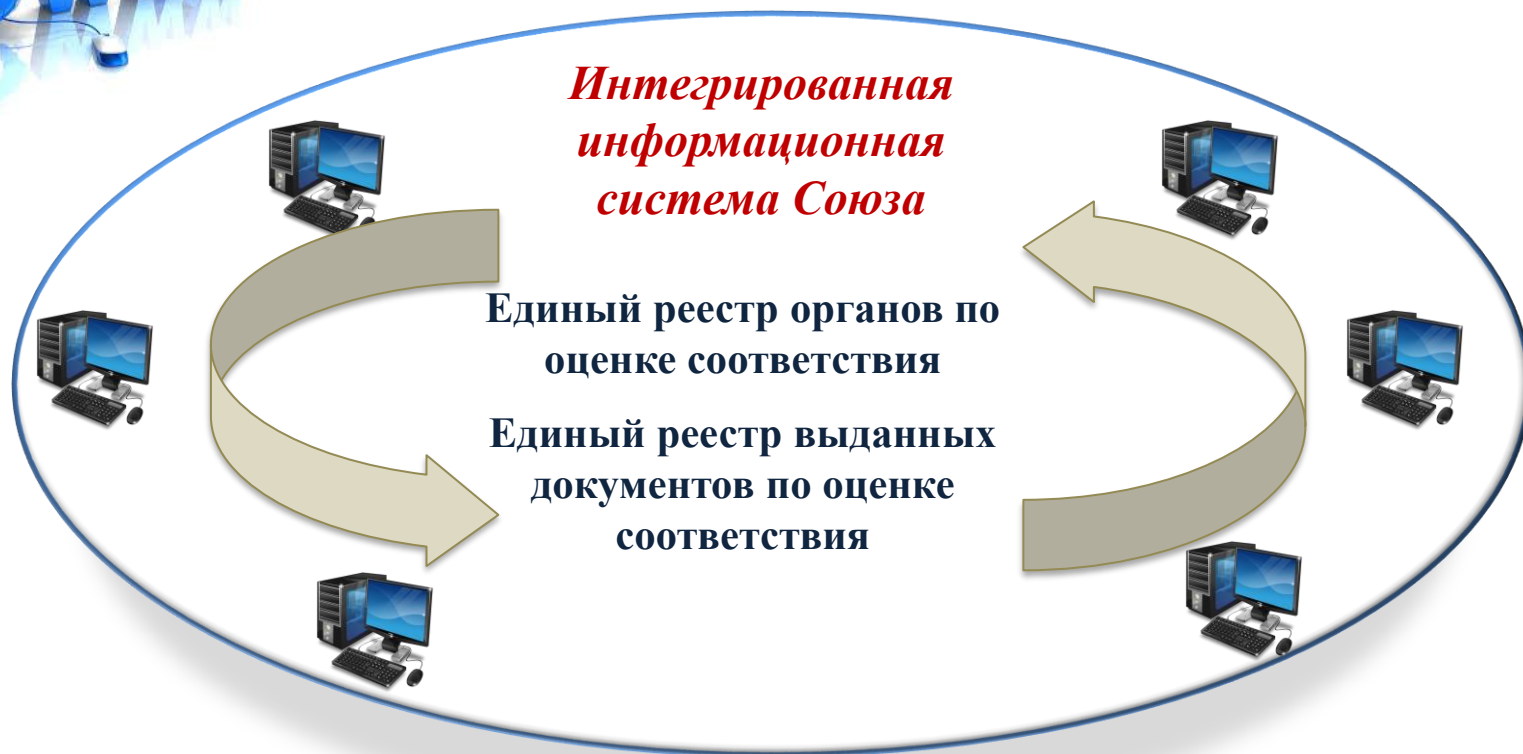 Интегрированная
информационная
система Союза
Единый реестр органов по
оценке соответствия
Единый реестр выданных
документов по оценке
соответствия